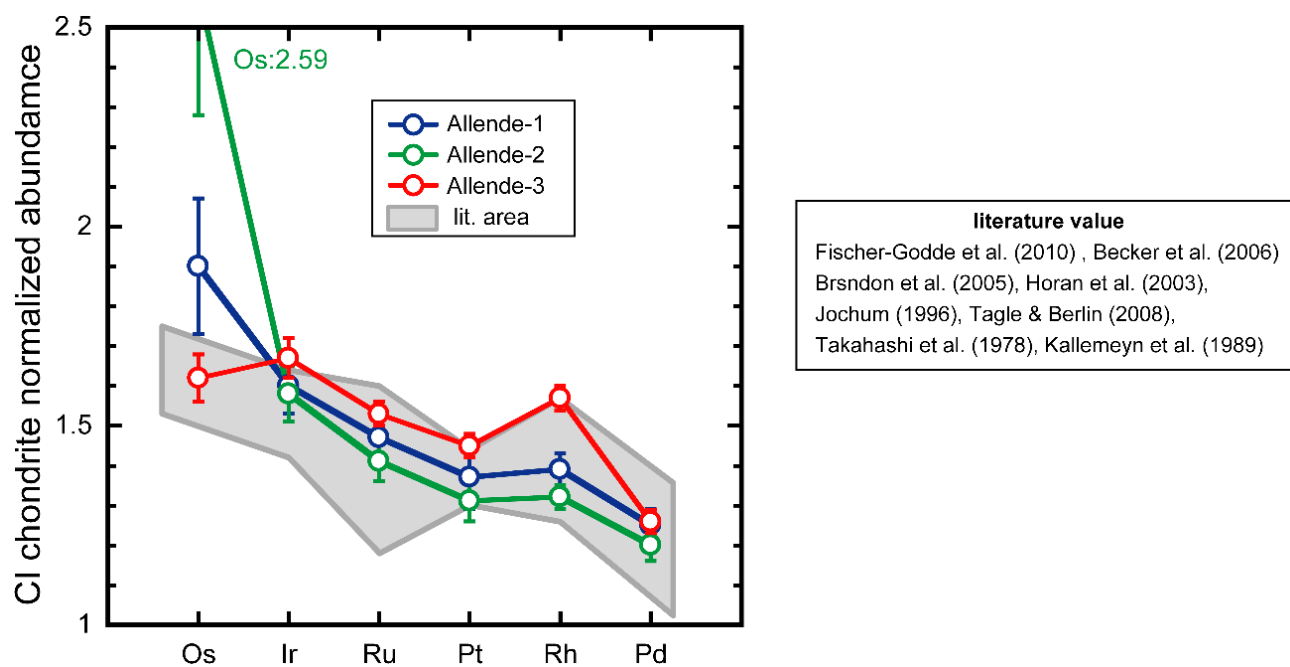 CI chondrite normalized abundamce
2.5
2
1.5
1
Os:2.59
Allende-1
Allende-2
Allende-3
lit. area
Os Ir Ru Pt Rh Pd
literature value
Fischer-Godde et al. (2010) , Becker et al. (2006)
Brsndon et al. (2005), Horan et al. (2003),
Jochum (1996), Tagle & Berlin (2008),
Takahashi et al. (1978), Kallemeyn et al. (1989)